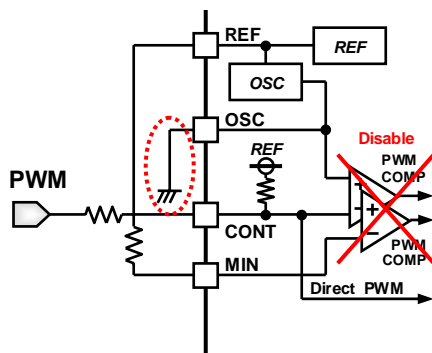 REF
REF
OSC
OSC
Disable
REF
PWM
COMP
PWM
CONT
PWM
COMP
MIN
Direct PWM